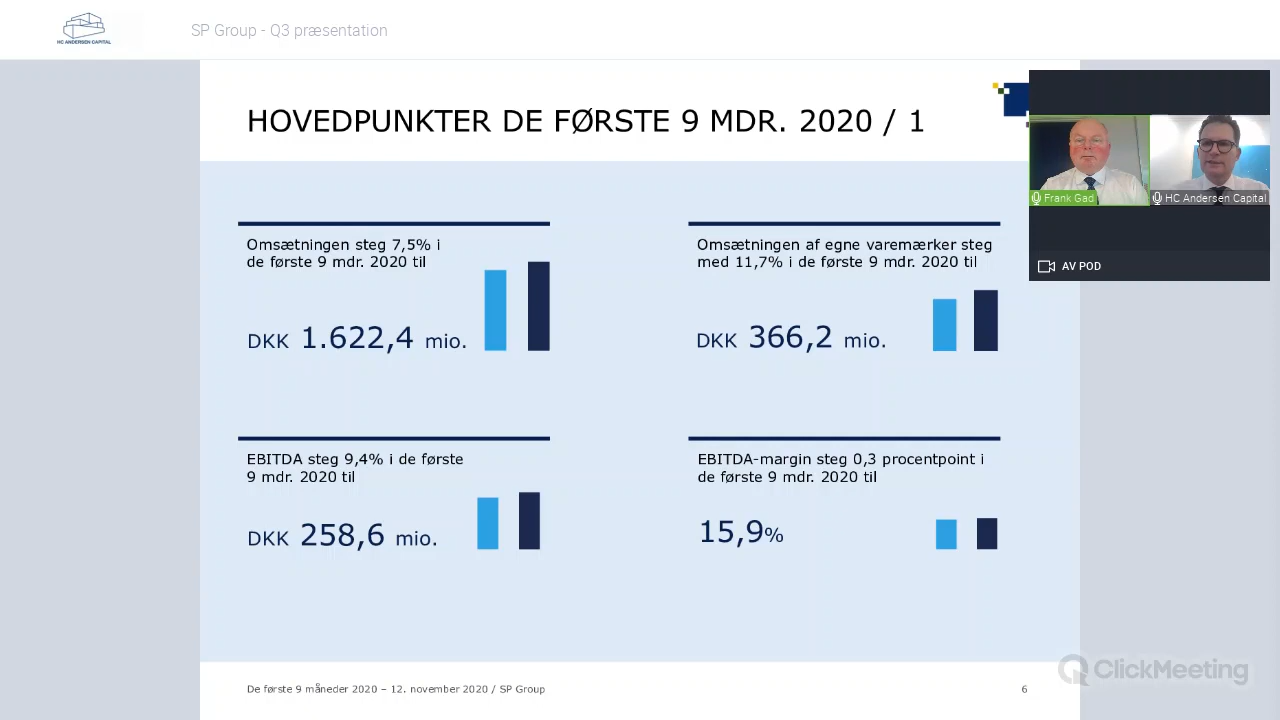 HC ANDERSEN CAPITAL
SP Group - Q3 præsentation
HOVEDPUNKTER DE FØRSTE 9 MDR. 2020 / 1
Frank Gad
HC Andersen Capital
AV POD
Omsætningen steg 7,5% i
de første 9 mdr. 2020 til
DKK 1.622,4 mio.
Omsætningen af egne varemærker steg
med 11,7% i de første 9 mdr. 2020 til
DKK 366,2 mio.
EBITDA steg 9,4% i de første
9 mdr. 2020 til
DKK 258,6 mio.
EBITDA-margin steg 0,3 procentpoint i
de første 9 mdr. 2020 til
15,9%
ClickMeeting
De første 9 måneder 2020 – 12. november 2020 / SP Group
6